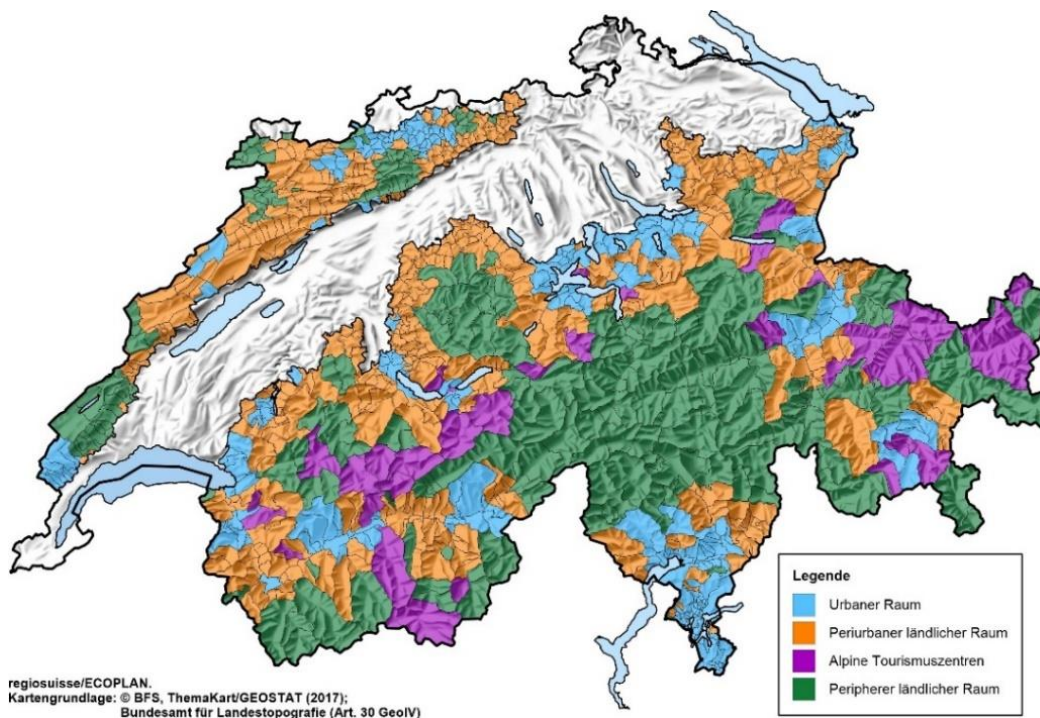 Legende
Urbaner Raum
Periurbaner ländlicher Raum
Alpine Tourismuszentren
Peripherer ländlicher Raum
regiosuisse/ECOPLAN.
Kartengrundlage: © BFS, ThemaKart/GEOSTAT (2017);
Bundesamt für Landestopografie (Art. 30 GeoIV)